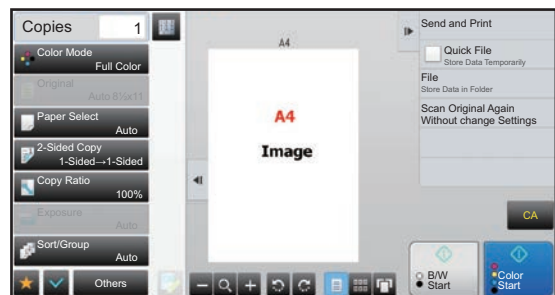 Copies 1
Color Mode
Full Color
Original
Auto 8½x11
Paper Select
Auto
2-Sided Copy
1-Sided→1-Sided
Copy Ratio
100%
Exposure
Auto
Sort/Group
Auto
Others
A4
A4
Image
Send and Print
Quick File
Store Data Temporarily
File
Store Data in Folder
Scan Original Again
Without change Settings
CA
B/W
Start
Color
Start